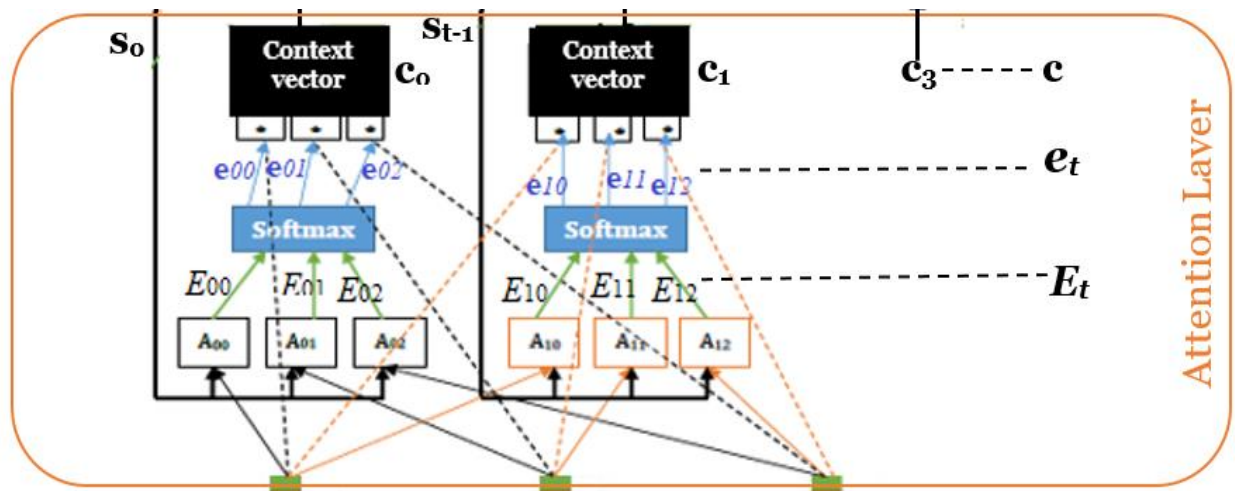 s₀
Context
vector
c₀
sₜ₋₁
Context
vector
c₁
c₃
c
e00
e01
e02
e10
e11
e12
eₜ
Softmax
Softmax
E00
E01
E02
E10
E11
E12
Eₜ
A₀₀
A₀₁
A₀₂
A₁₀
A₁₁
A₁₂
Attention Layer